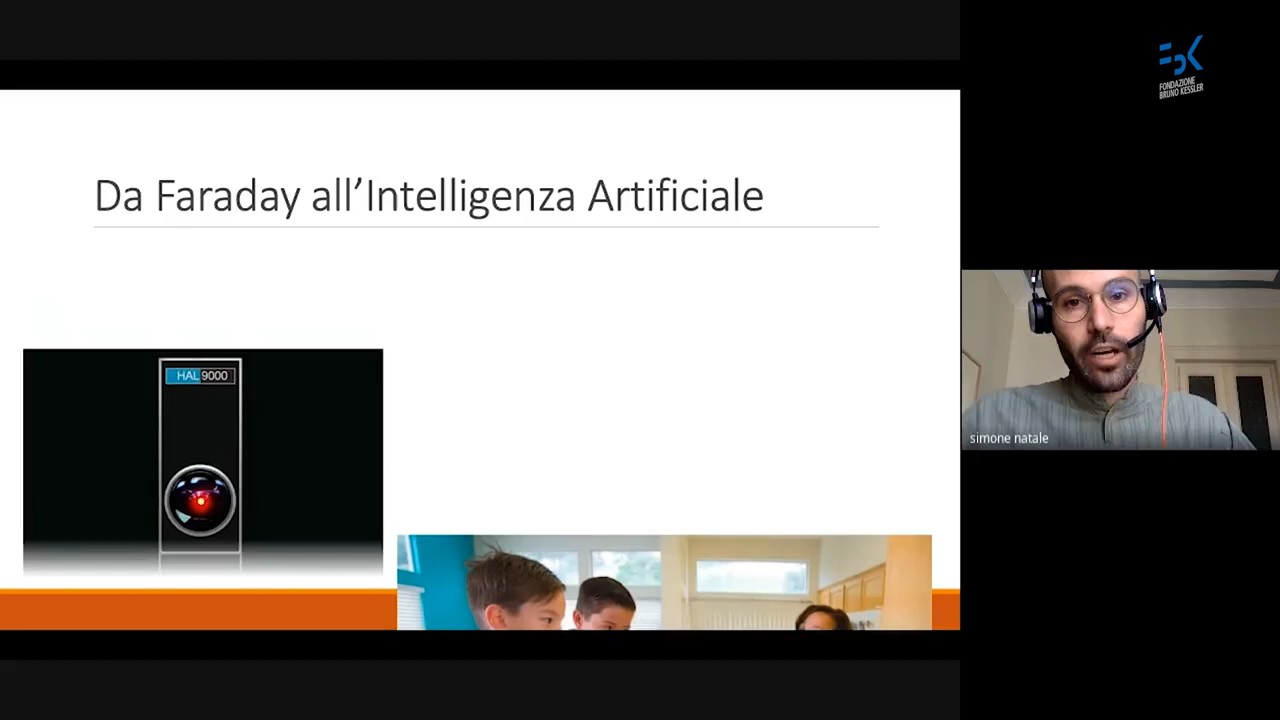 FONDAZIONE
BRUNO KESSLER
Da Faraday all’Intelligenza Artificiale
HAL 9000
simone natale